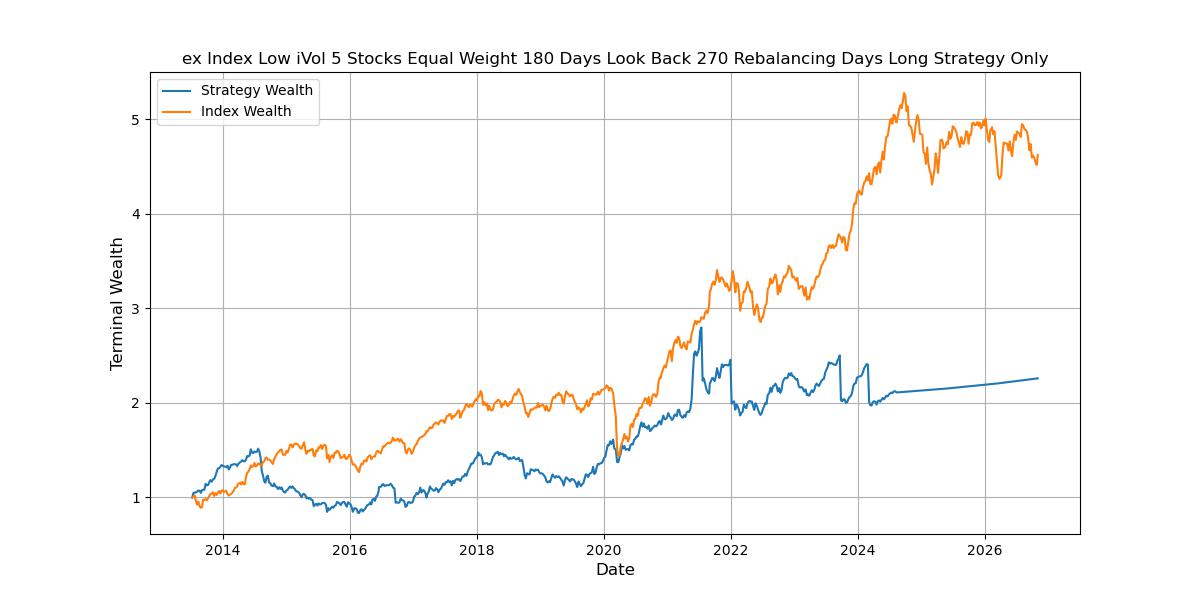 ex Index Low iVol 5 Stocks Equal Weight 180 Days Look Back 270 Rebalancing Days Long Strategy Only
Strategy Wealth
Index Wealth
Terminal Wealth
5
4
3
2
1
2014 2016 2018 2020 2022 2024 2026
Date